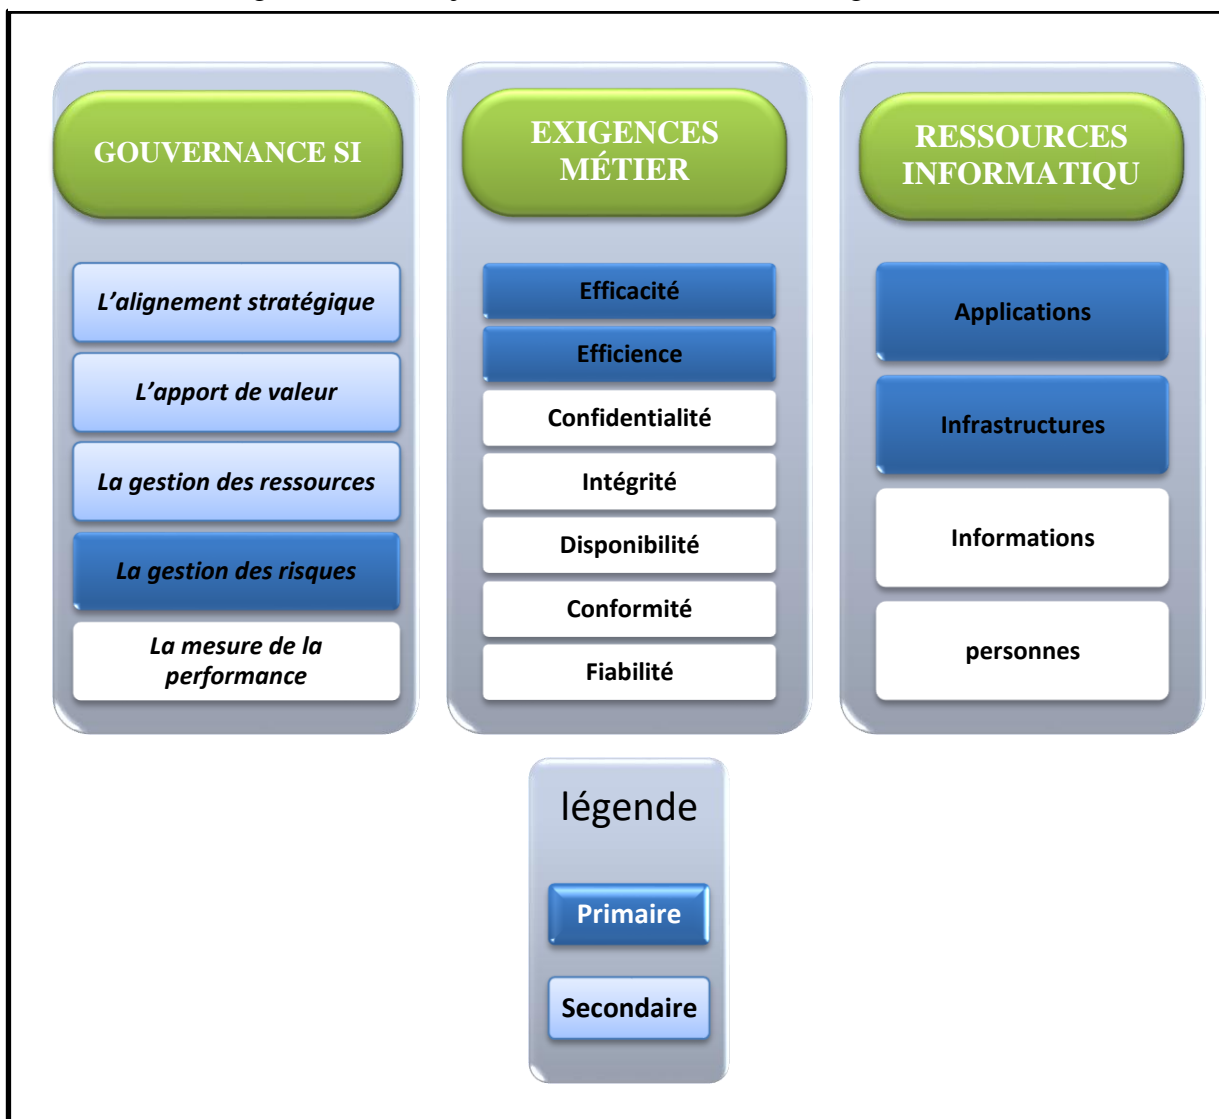 GOUVERNANCE SI
L’alignement stratégique
L’apport de valeur
La gestion des ressources
La gestion des risques
La mesure de la
performance
EXIGENCES
MÉTIER
Efficacité
Efficience
Confidentialité
Intégrité
Disponibilité
Conformité
Fiabilité
RESSOURCES
INFORMATIQU
Applications
Infrastructures
Informations
personnes
légende
Primaire
Secondaire